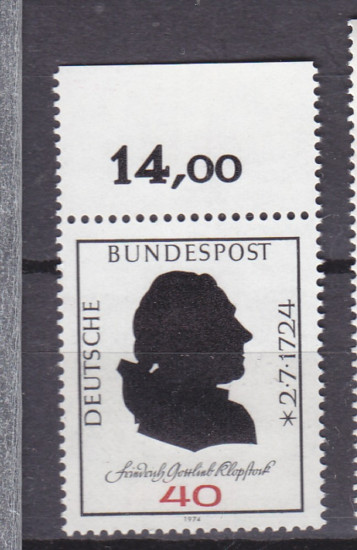 14,00
BUNDESPOST
DEUTSCHE
*2·7·1724
Friedrich Gottlieb Klopstock
40
1974